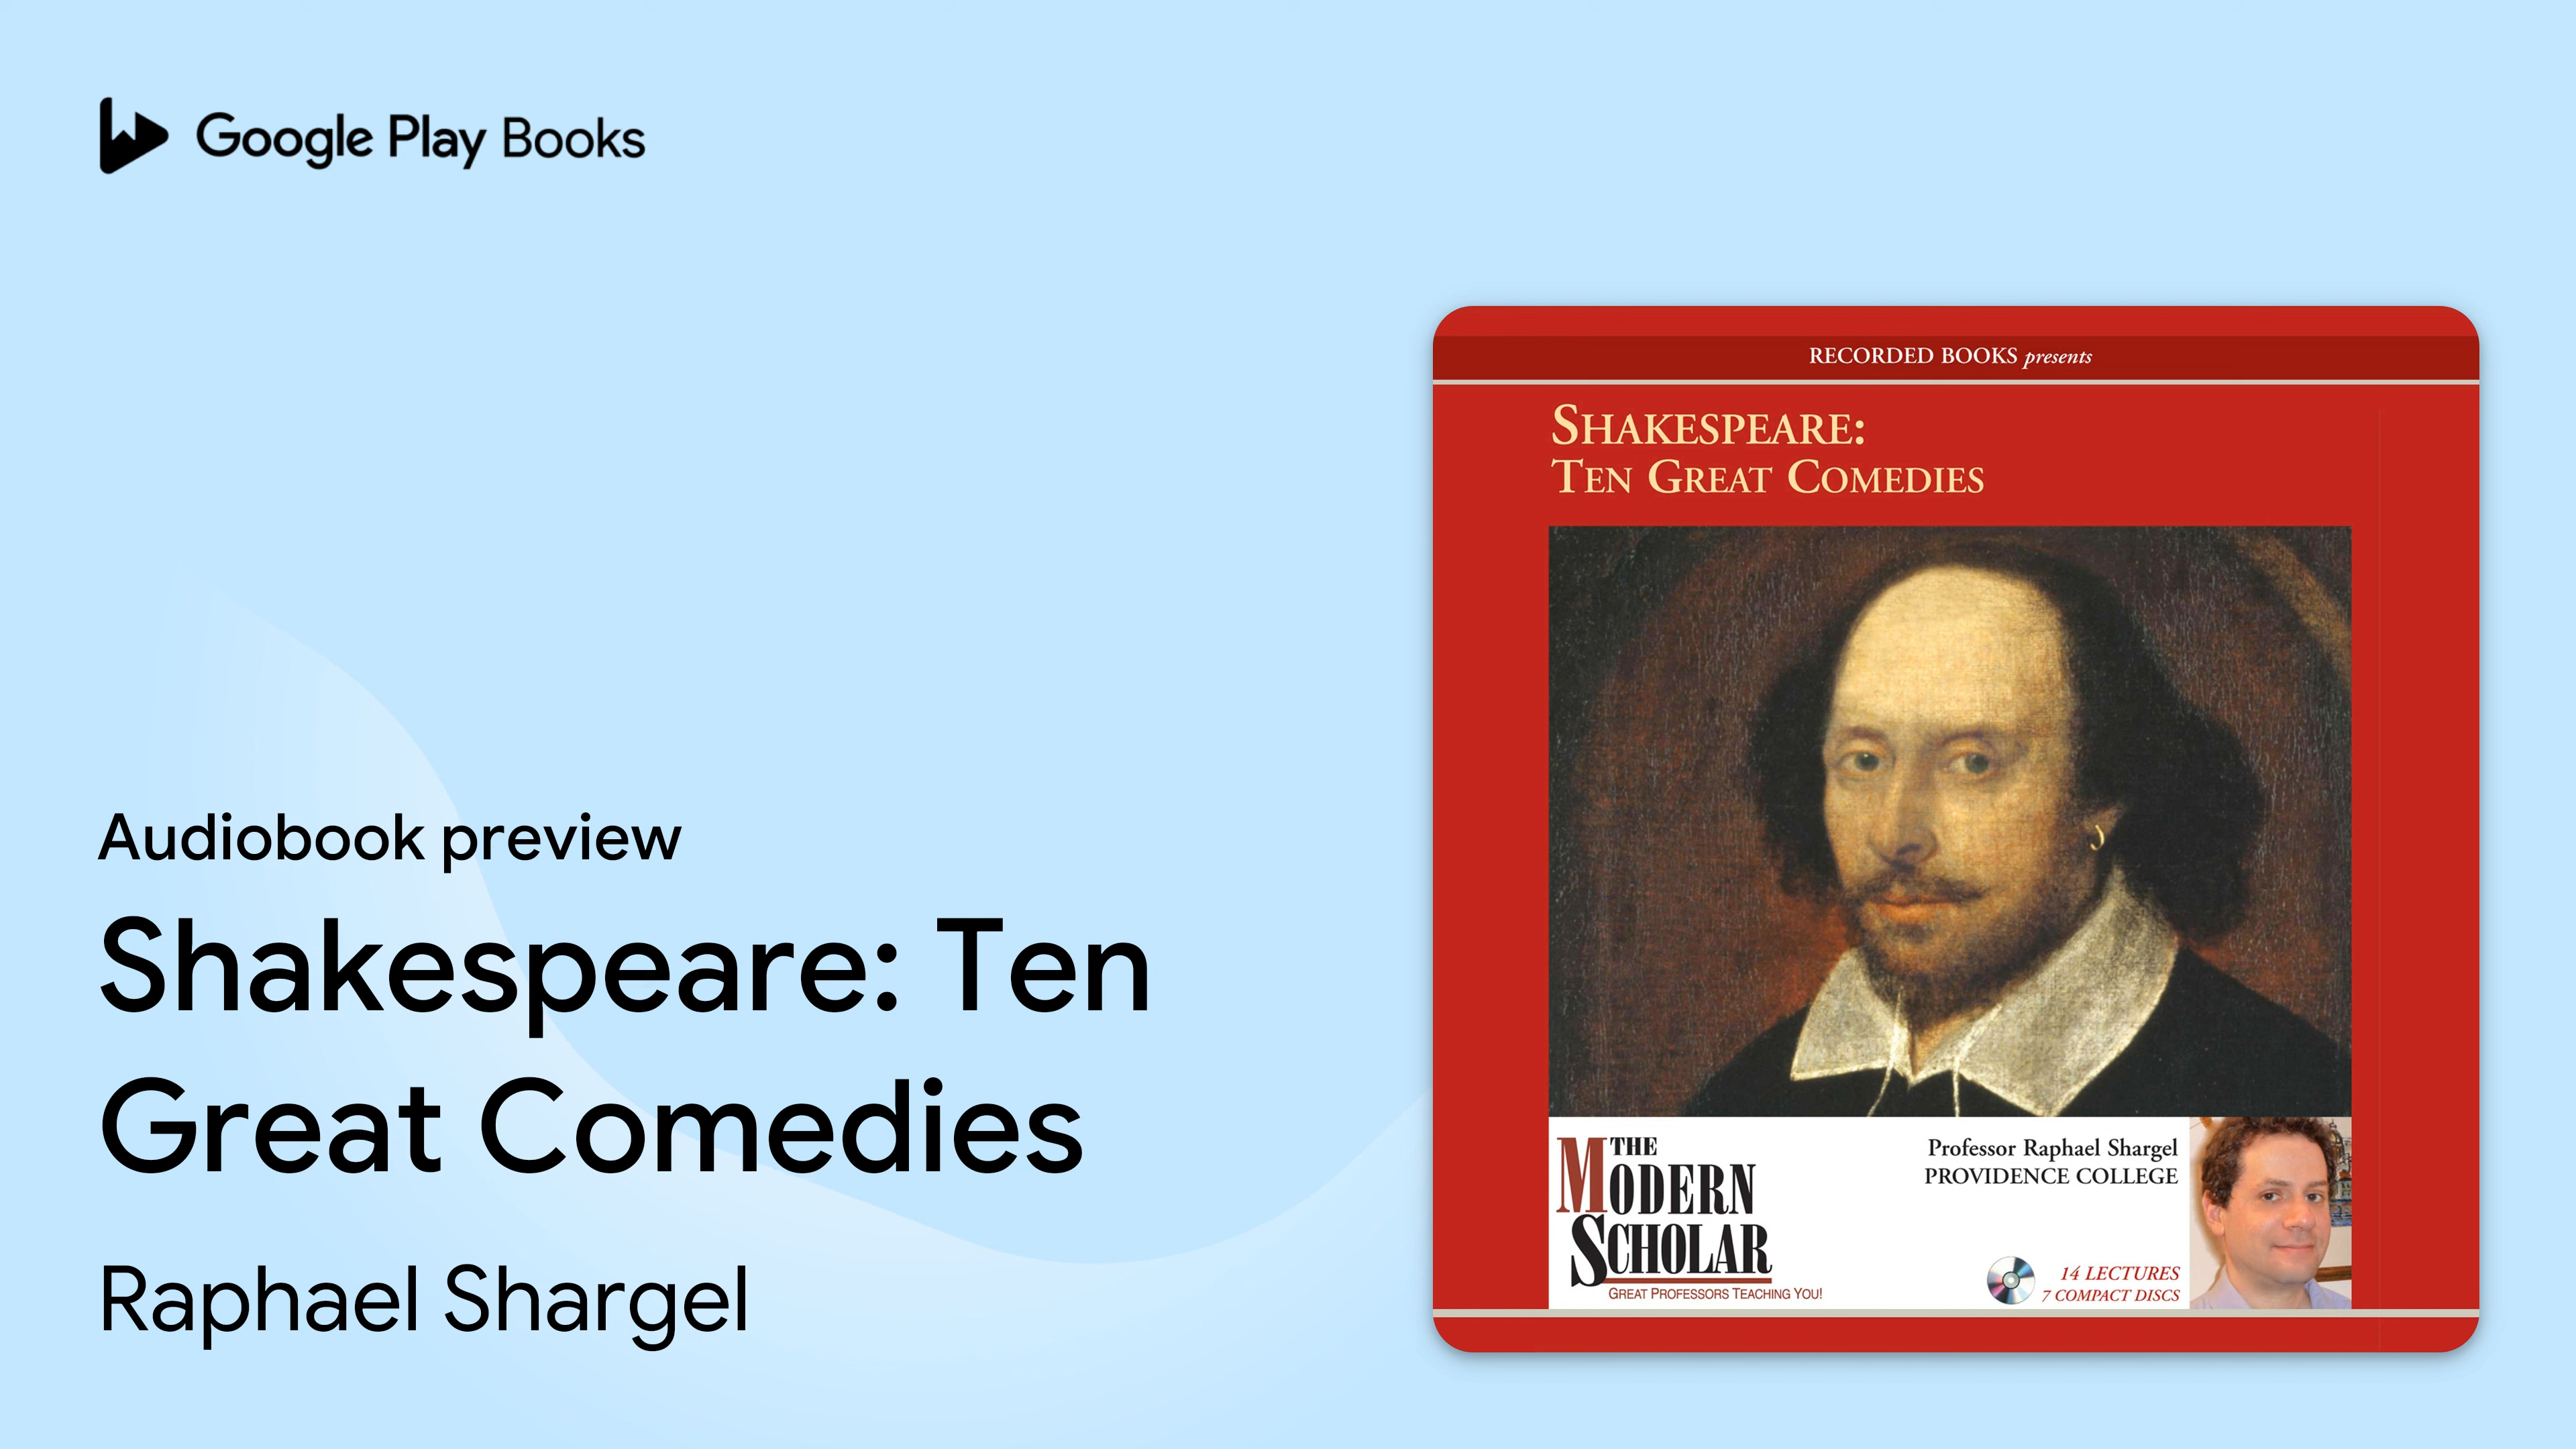 Google Play Books
Audiobook preview
Shakespeare: Ten
Great Comedies
Raphael Shargel
RECORDED BOOKS presents
SHAKESPEARE:
TEN GREAT COMEDIES
THE
MODERN
SCHOLAR
GREAT PROFESSORS TEACHING YOU!
Professor Raphael Shargel
PROVIDENCE COLLEGE
14 LECTURES
7 COMPACT DISCS